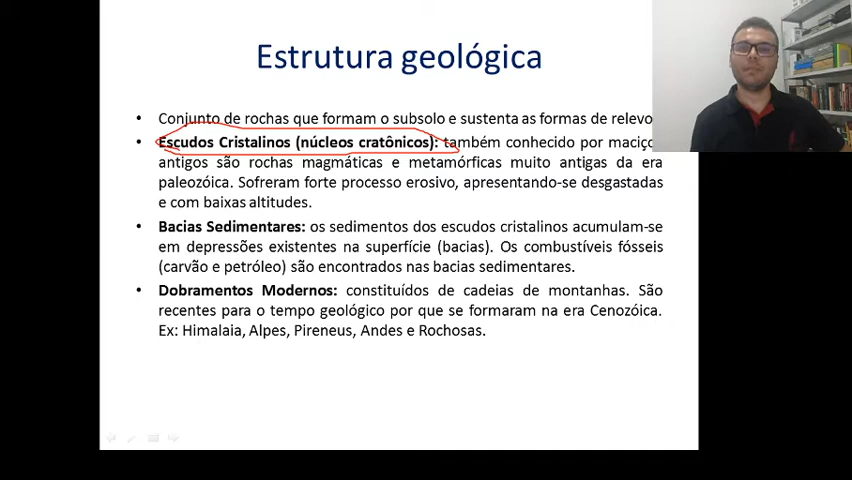 Estrutura geológica
• Conjunto de rochas que formam o subsolo e sustenta as formas de relevo
• Escudos Cristalinos (núcleos cratônicos): também conhecido por maciço
antigos são rochas magmáticas e metamórficas muito antigas da era
paleozóica. Sofreram forte processo erosivo, apresentando-se desgastadas
e com baixas altitudes.
• Bacias Sedimentares: os sedimentos dos escudos cristalinos acumulam-se
em depressões existentes na superfície (bacias). Os combustíveis fósseis
(carvão e petróleo) são encontrados nas bacias sedimentares.
• Dobramentos Modernos: constituídos de cadeias de montanhas. São
recentes para o tempo geológico por que se formaram na era Cenozóica.
Ex: Himalaia, Alpes, Pireneus, Andes e Rochosas.